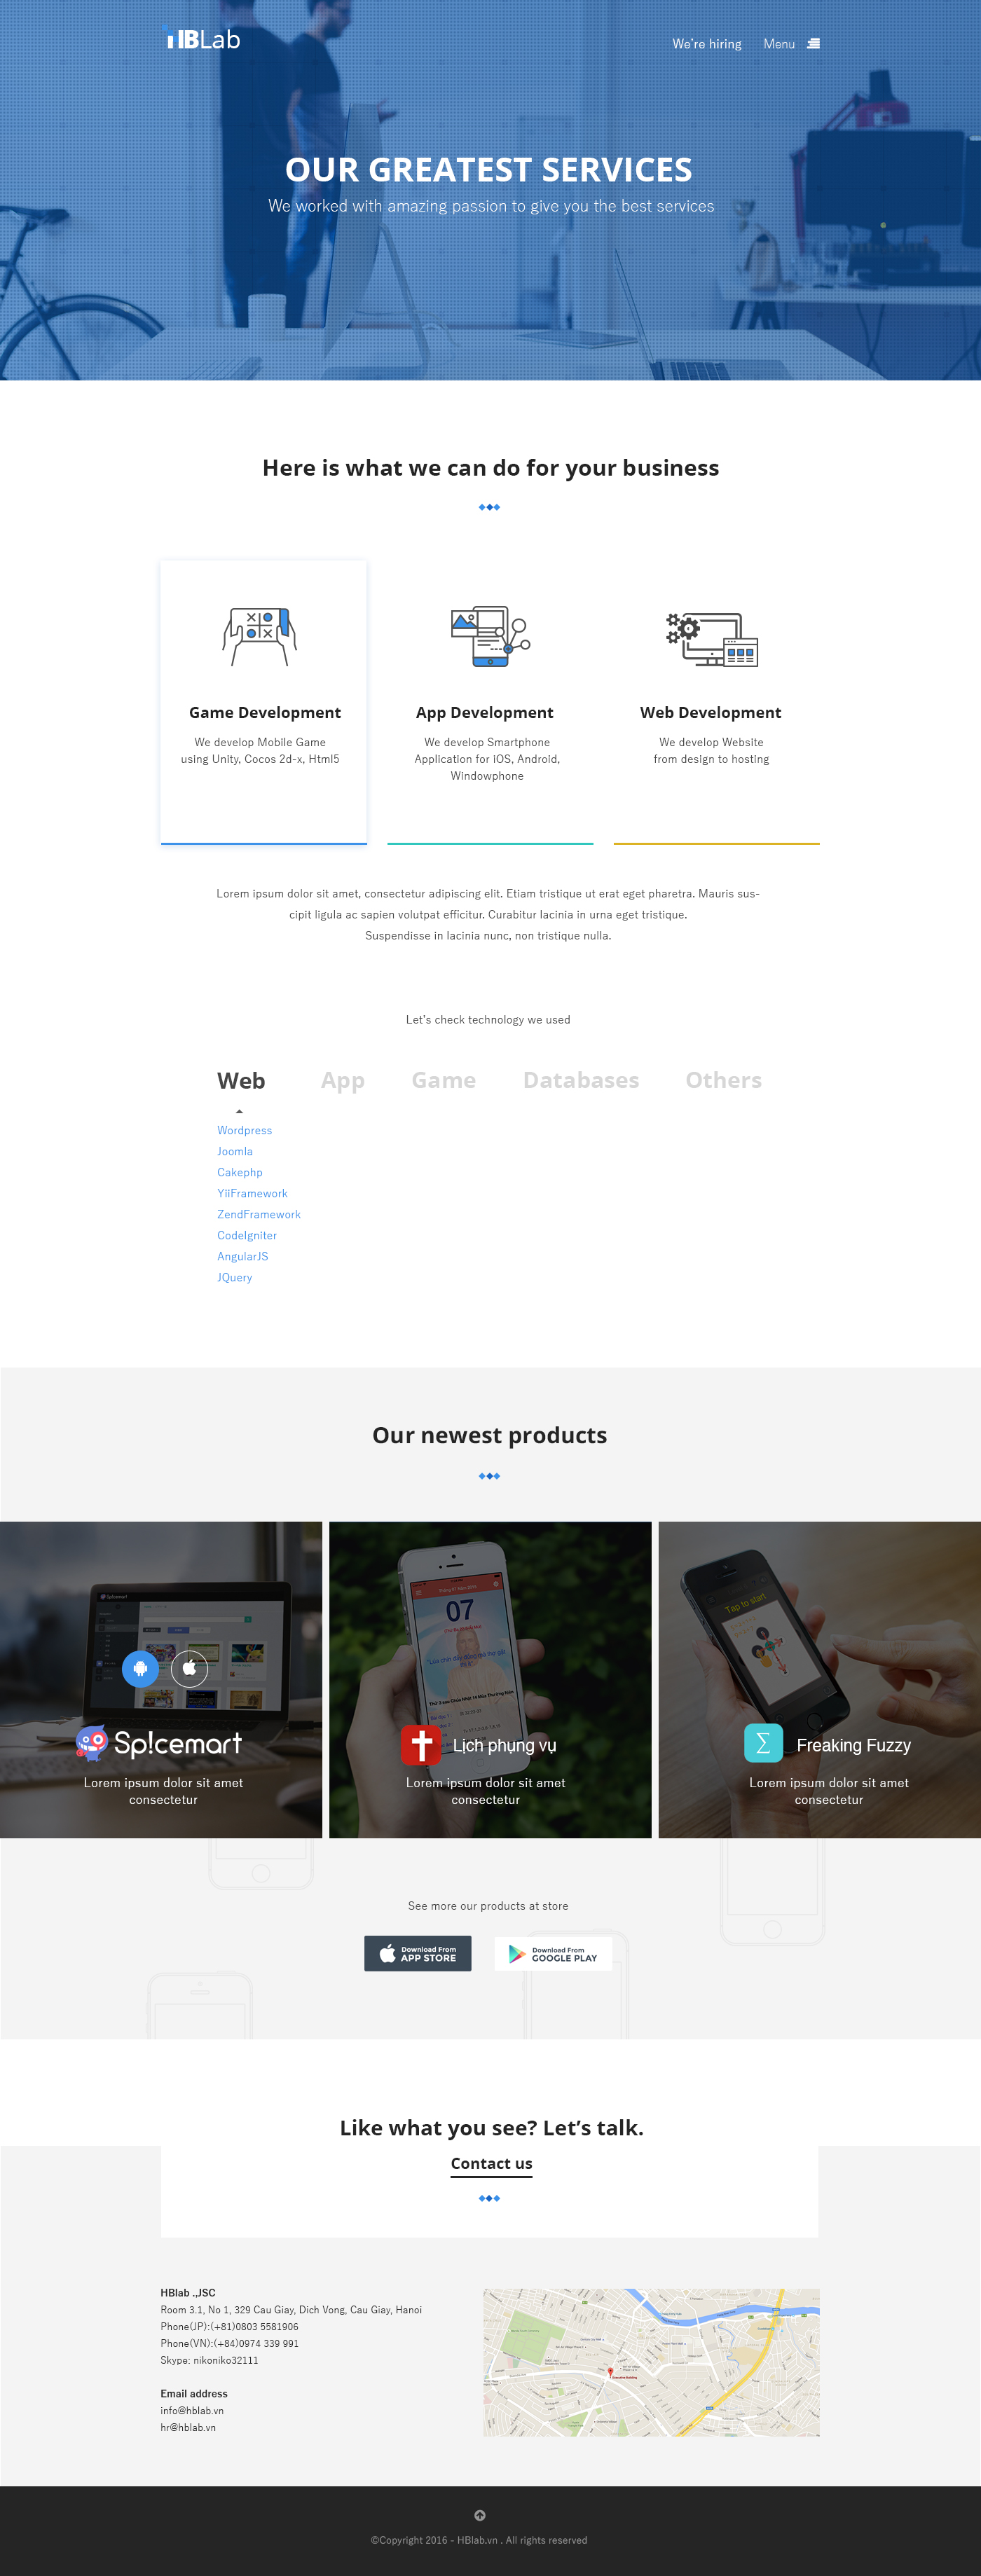 HBLab
We're hiring
Menu
OUR GREATEST SERVICES
We worked with amazing passion to give you the best services
Here is what we can do for your business
Game Development
We develop Mobile Game
using Unity, Cocos 2d-x, Html5
App Development
We develop Smartphone
Application for iOS, Android,
Windowphone
Web Development
We develop Website
from design to hosting
Lorem ipsum dolor sit amet, consectetur adipiscing elit. Etiam tristique ut erat eget pharetra. Mauris sus-
cipit ligula ac sapien volutpat efficitur. Curabitur lacinia in urna eget tristique.
Suspendisse in lacinia nunc, non tristique nulla.
Let's check technology we used
Web
App
Game
Databases
Others
Wordpress
Joomla
Cakephp
YiiFramework
ZendFramework
CodeIgniter
AngularJS
JQuery
Our newest products
Sp!cemart
Sp!cemart
Lorem ipsum dolor sit amet
consectetur
07
Lịch phụng vụ
Lorem ipsum dolor sit amet
consectetur
Tap to start
Σ
Freaking Fuzzy
Lorem ipsum dolor sit amet
consectetur
See more our products at store
Download From
APP STORE
Download From
GOOGLE PLAY
Like what you see? Let's talk.
Contact us
HBlab .,JSC
Room 3.1, No 1, 329 Cau Giay, Dich Vong, Cau Giay, Hanoi
Phone(JP):(+81)0803 5581906
Phone(VN):(+84)0974 339 991
Skype: nikoniko32111
Email address
info@hblab.vn
hr@hblab.vn
©Copyright 2016 - HBlab.vn . All rights reserved